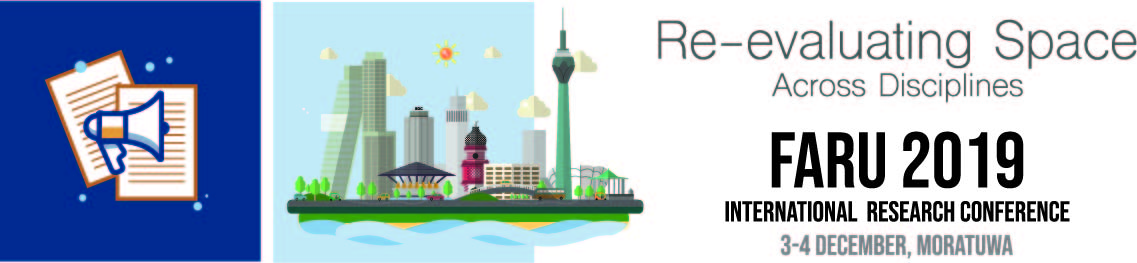 Re-evaluating Space
Across Disciplines
FARU 2019
INTERNATIONAL RESEARCH CONFERENCE
3-4 DECEMBER, MORATUWA